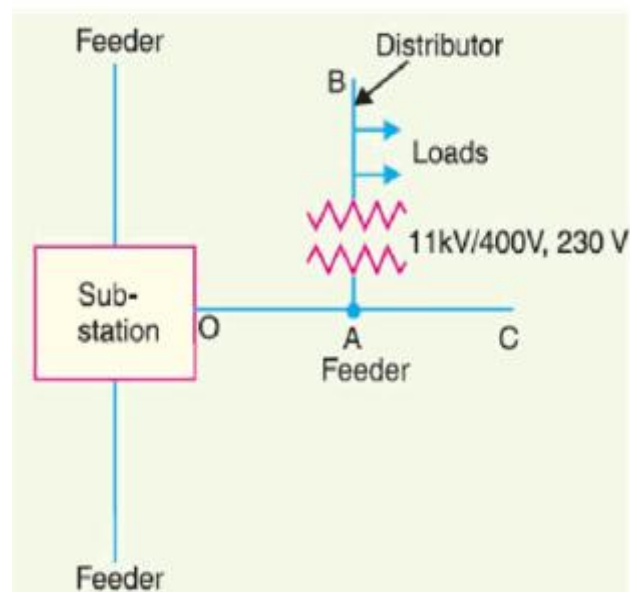 Feeder
Distributor
B
Loads
11kV/400V, 230 V
Sub-
station
O
A
C
Feeder
Feeder